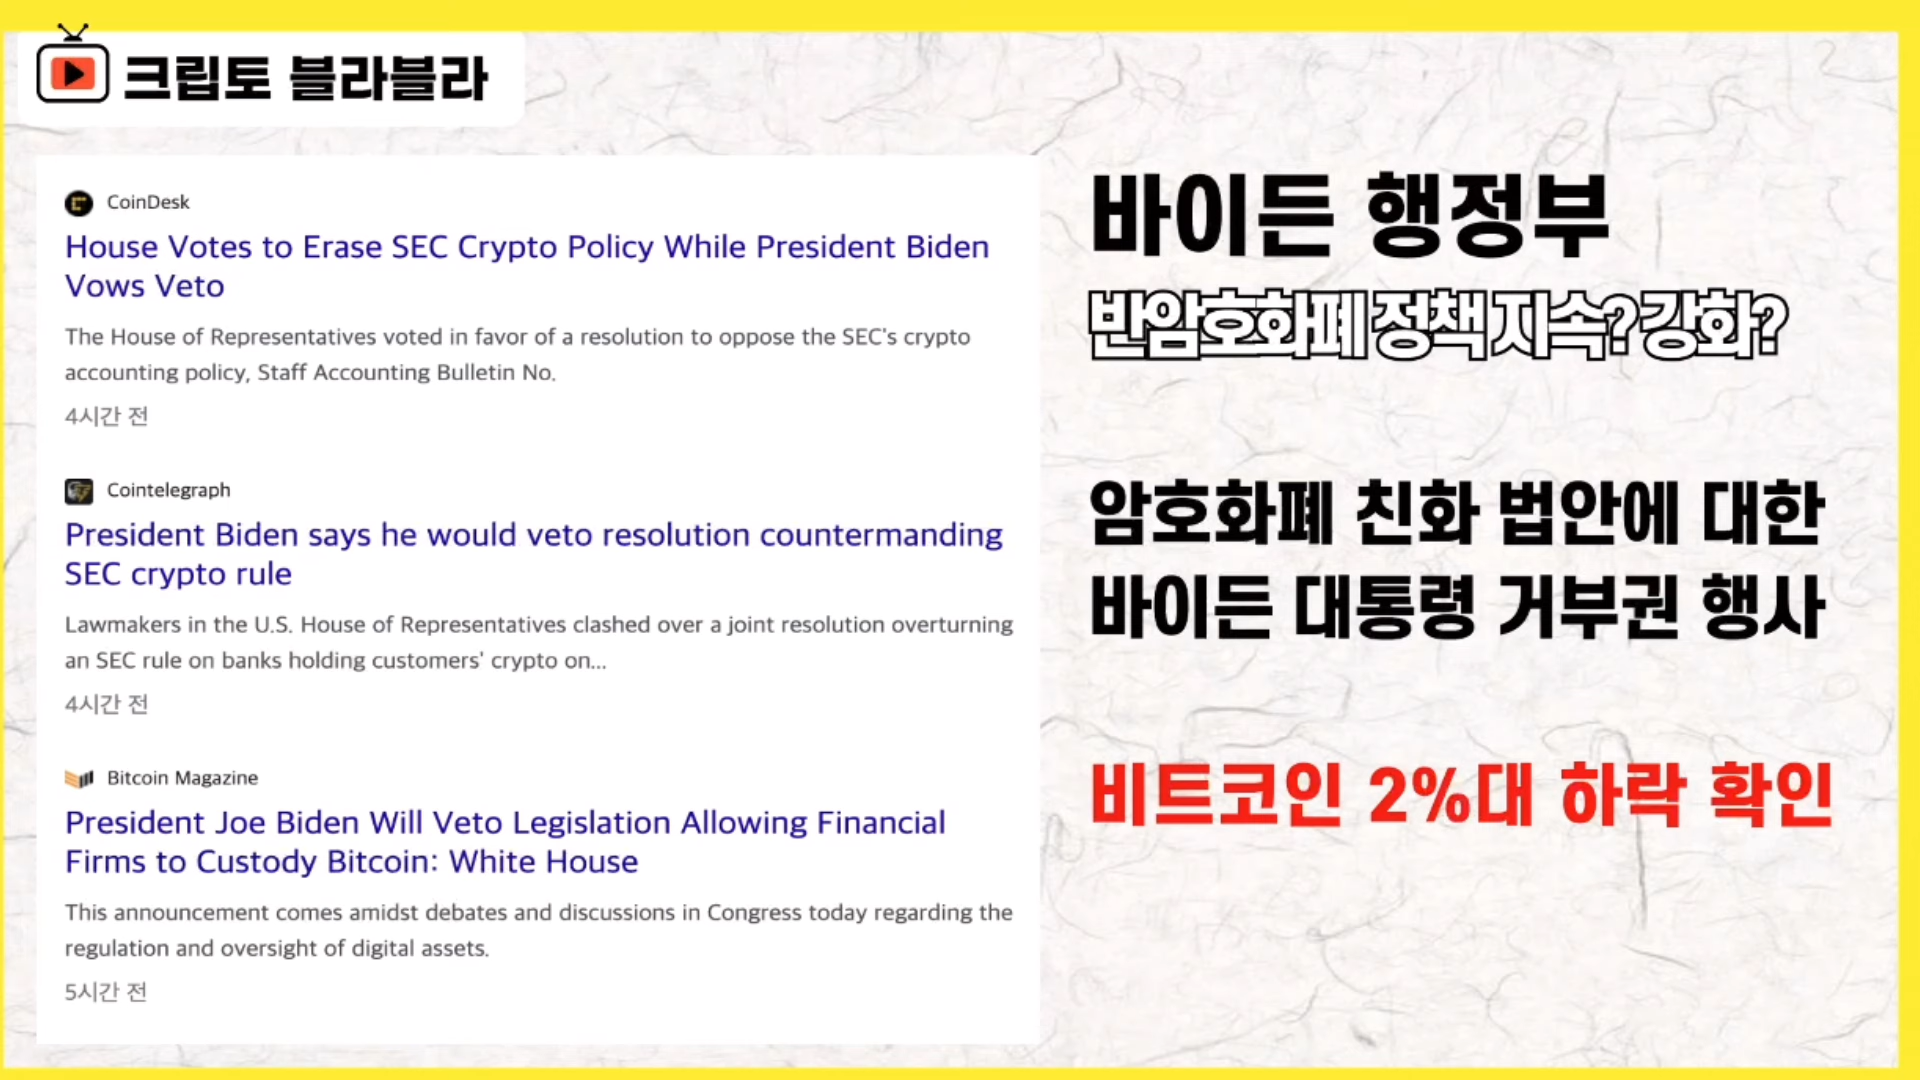 크립토 블라블라
CoinDesk
House Votes to Erase SEC Crypto Policy While President Biden
Vows Veto
The House of Representatives voted in favor of a resolution to oppose the SEC's crypto
accounting policy, Staff Accounting Bulletin No.
4시간 전
Cointelegraph
President Biden says he would veto resolution countermanding
SEC crypto rule
Lawmakers in the U.S. House of Representatives clashed over a joint resolution overturning
an SEC rule on banks holding customers' crypto on...
4시간 전
Bitcoin Magazine
President Joe Biden Will Veto Legislation Allowing Financial
Firms to Custody Bitcoin: White House
This announcement comes amidst debates and discussions in Congress today regarding the
regulation and oversight of digital assets.
5시간 전
바이든 행정부
반암호화폐 정책 지속? 강화?
암호화폐 친화 법안에 대한
바이든 대통령 거부권 행사
비트코인 2%대 하락 확인